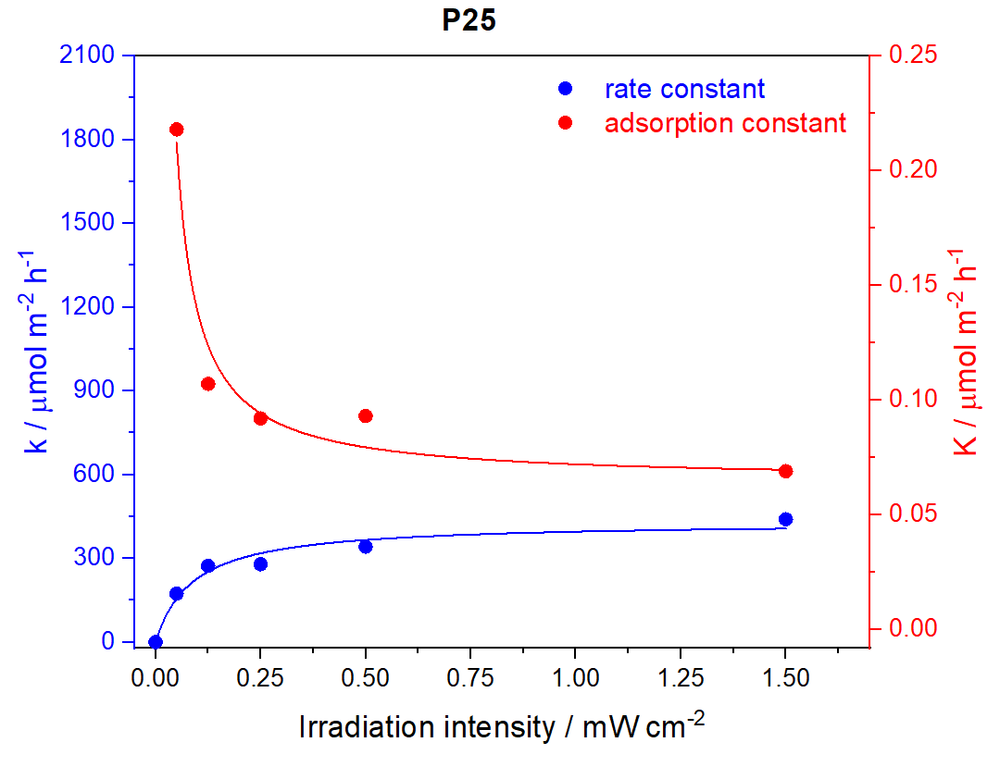 P25
rate constant
adsorption constant
k / μmol m⁻² h⁻¹
2100
1800
1500
1200
900
600
300
0
K / μmol m⁻² h⁻¹
0.25
0.20
0.15
0.10
0.05
0.00
0.00 0.25 0.50 0.75 1.00 1.25 1.50
Irradiation intensity / mW cm⁻²